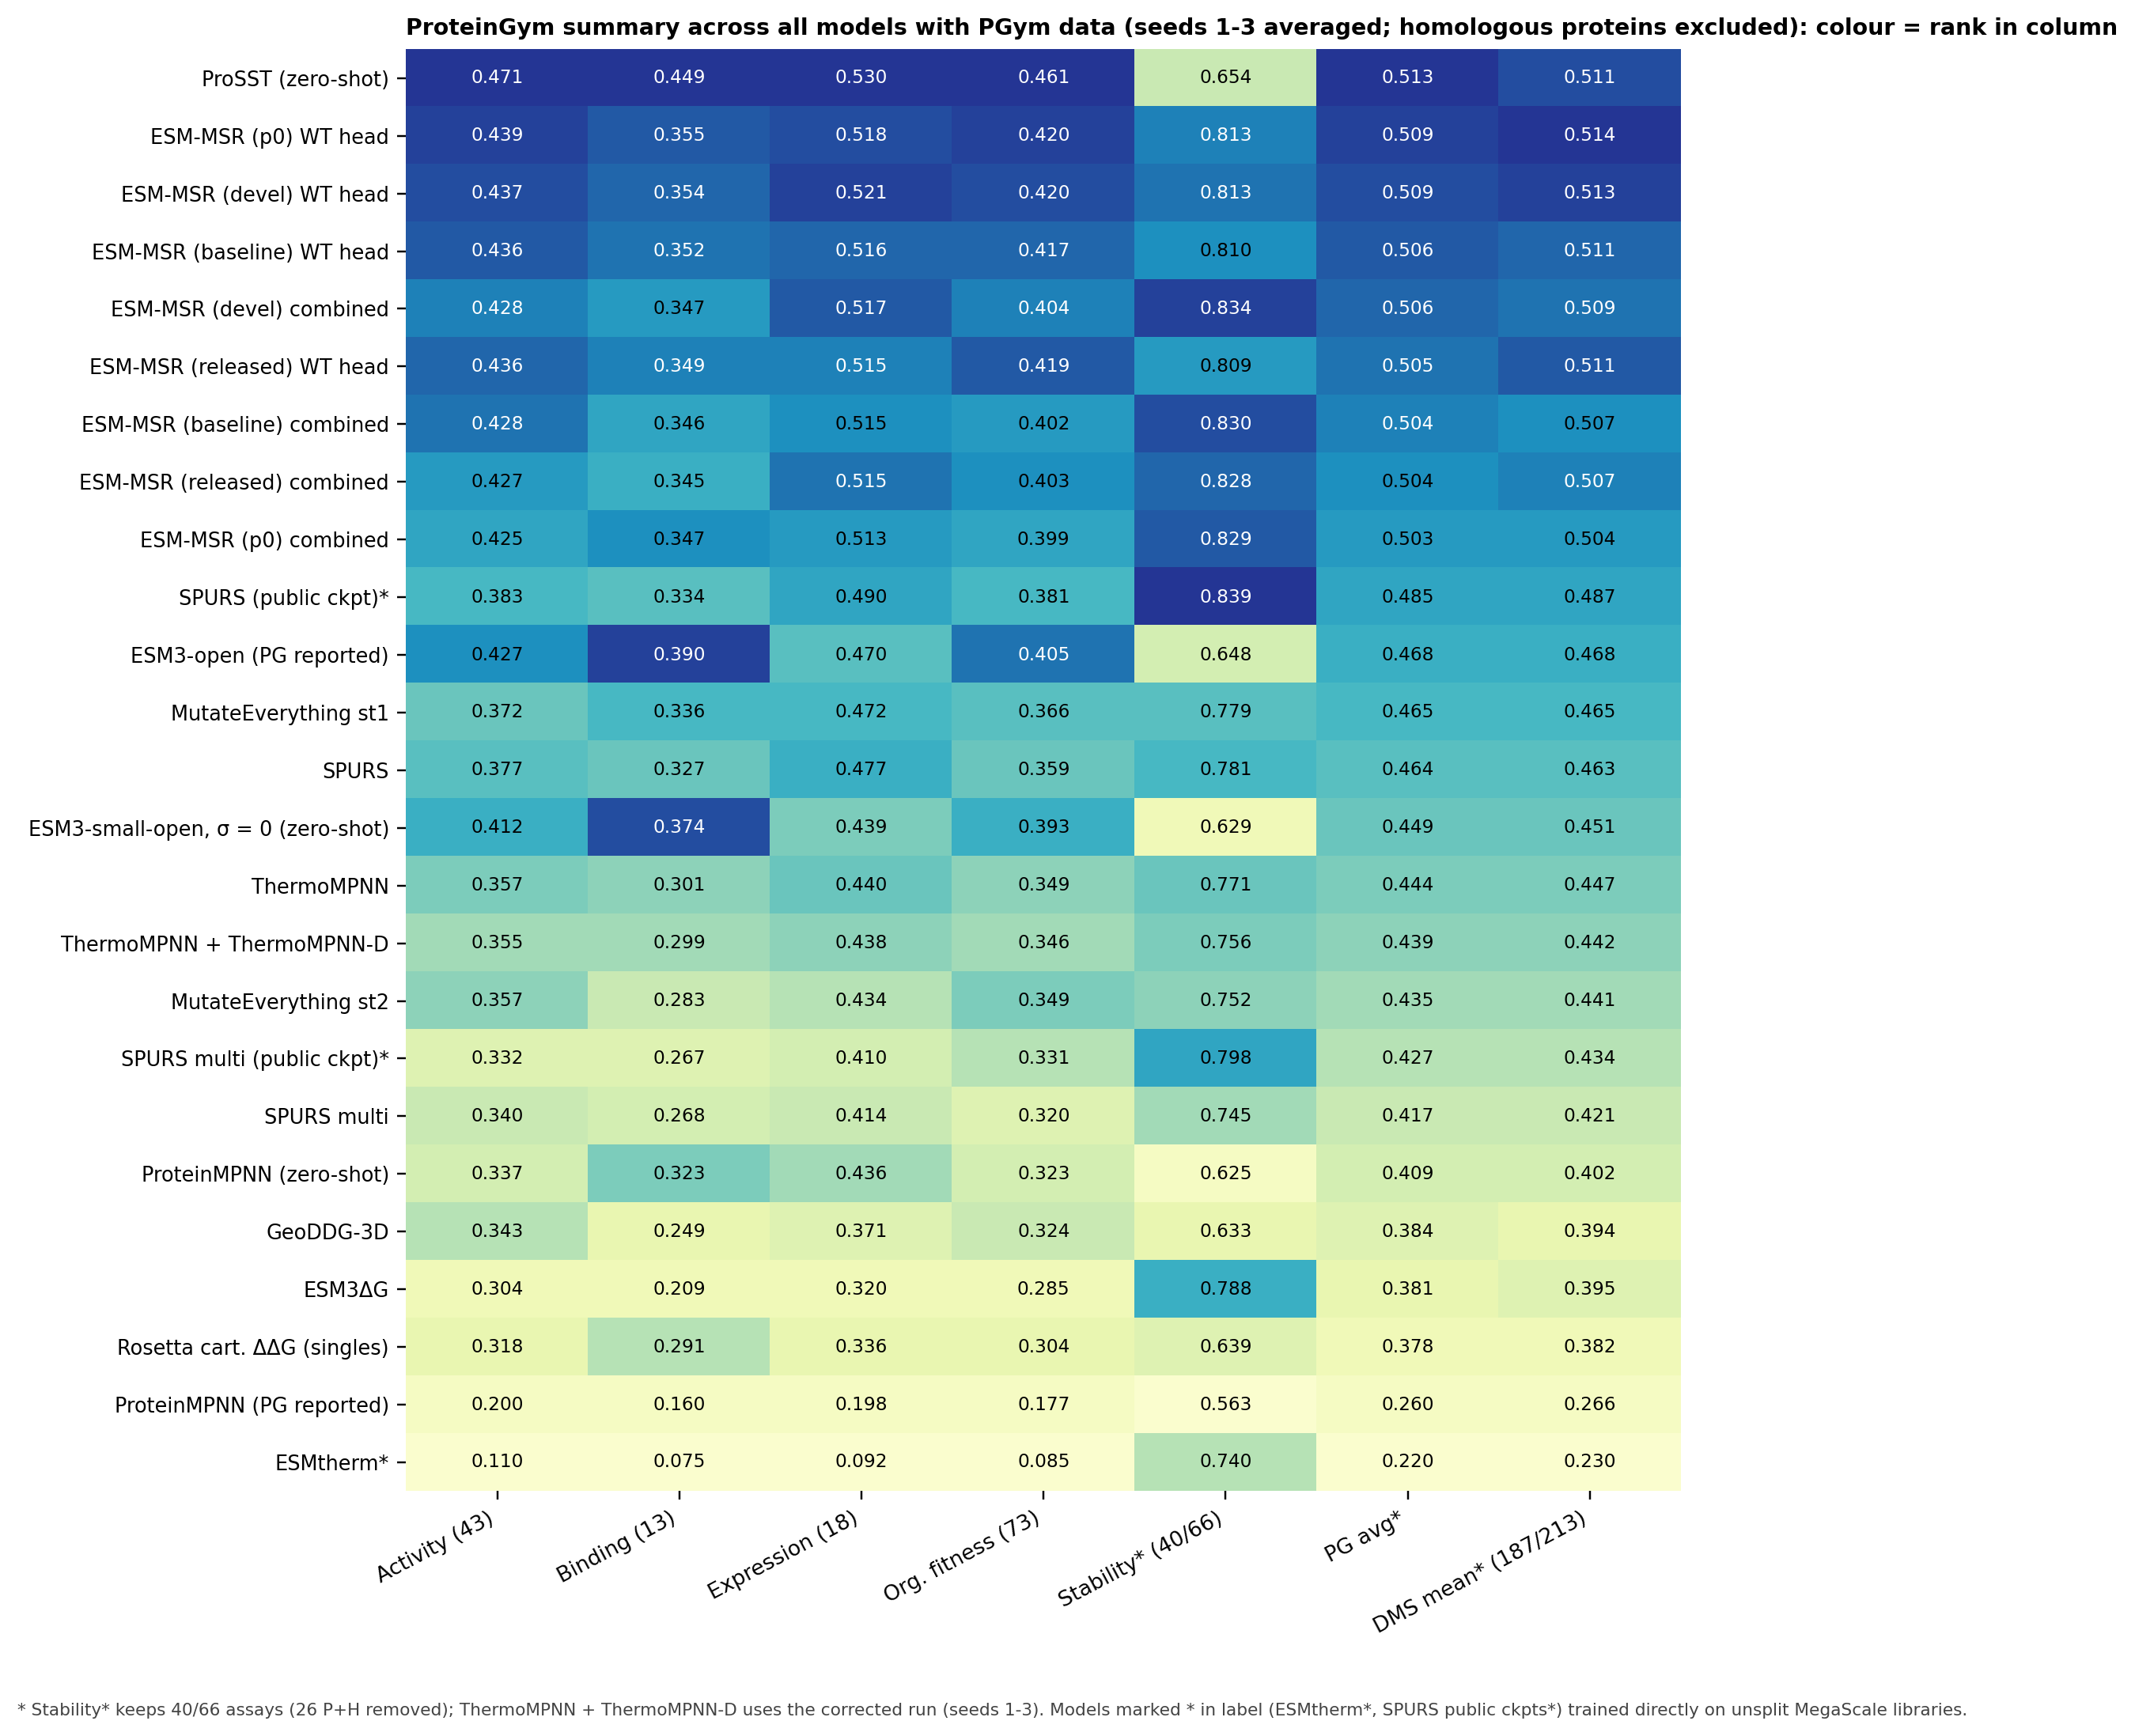 ProteinGym summary across all models with PGym data (seeds 1-3 averaged; homologous proteins excluded): colour = rank in column
ProSST (zero-shot) 0.471 0.449 0.530 0.461 0.654 0.513 0.511
ESM-MSR (p0) WT head 0.439 0.355 0.518 0.420 0.813 0.509 0.514
ESM-MSR (devel) WT head 0.437 0.354 0.521 0.420 0.813 0.509 0.513
ESM-MSR (baseline) WT head 0.436 0.352 0.516 0.417 0.810 0.506 0.511
ESM-MSR (devel) combined 0.428 0.347 0.517 0.404 0.834 0.506 0.509
ESM-MSR (released) WT head 0.436 0.349 0.515 0.419 0.809 0.505 0.511
ESM-MSR (baseline) combined 0.428 0.346 0.515 0.402 0.830 0.504 0.507
ESM-MSR (released) combined 0.427 0.345 0.515 0.403 0.828 0.504 0.507
ESM-MSR (p0) combined 0.425 0.347 0.513 0.399 0.829 0.503 0.504
SPURS (public ckpt)* 0.383 0.334 0.490 0.381 0.839 0.485 0.487
ESM3-open (PG reported) 0.427 0.390 0.470 0.405 0.648 0.468 0.468
MutateEverything st1 0.372 0.336 0.472 0.366 0.779 0.465 0.465
SPURS 0.377 0.327 0.477 0.359 0.781 0.464 0.463
ESM3-small-open, σ = 0 (zero-shot) 0.412 0.374 0.439 0.393 0.629 0.449 0.451
ThermoMPNN 0.357 0.301 0.440 0.349 0.771 0.444 0.447
ThermoMPNN + ThermoMPNN-D 0.355 0.299 0.438 0.346 0.756 0.439 0.442
MutateEverything st2 0.357 0.283 0.434 0.349 0.752 0.435 0.441
SPURS multi (public ckpt)* 0.332 0.267 0.410 0.331 0.798 0.427 0.434
SPURS multi 0.340 0.268 0.414 0.320 0.745 0.417 0.421
ProteinMPNN (zero-shot) 0.337 0.323 0.436 0.323 0.625 0.409 0.402
GeoDDG-3D 0.343 0.249 0.371 0.324 0.633 0.384 0.394
ESM3ΔG 0.304 0.209 0.320 0.285 0.788 0.381 0.395
Rosetta cart. ΔΔG (singles) 0.318 0.291 0.336 0.304 0.639 0.378 0.382
ProteinMPNN (PG reported) 0.200 0.160 0.198 0.177 0.563 0.260 0.266
ESMtherm* 0.110 0.075 0.092 0.085 0.740 0.220 0.230
Activity (43) Binding (13) Expression (18) Org. fitness (73) Stability* (40/66) PG avg* DMS mean* (187/213)
* Stability* keeps 40/66 assays (26 P+H removed); ThermoMPNN + ThermoMPNN-D uses the corrected run (seeds 1-3). Models marked * in label (ESMtherm*, SPURS public ckpts*) trained directly on unsplit MegaScale libraries.